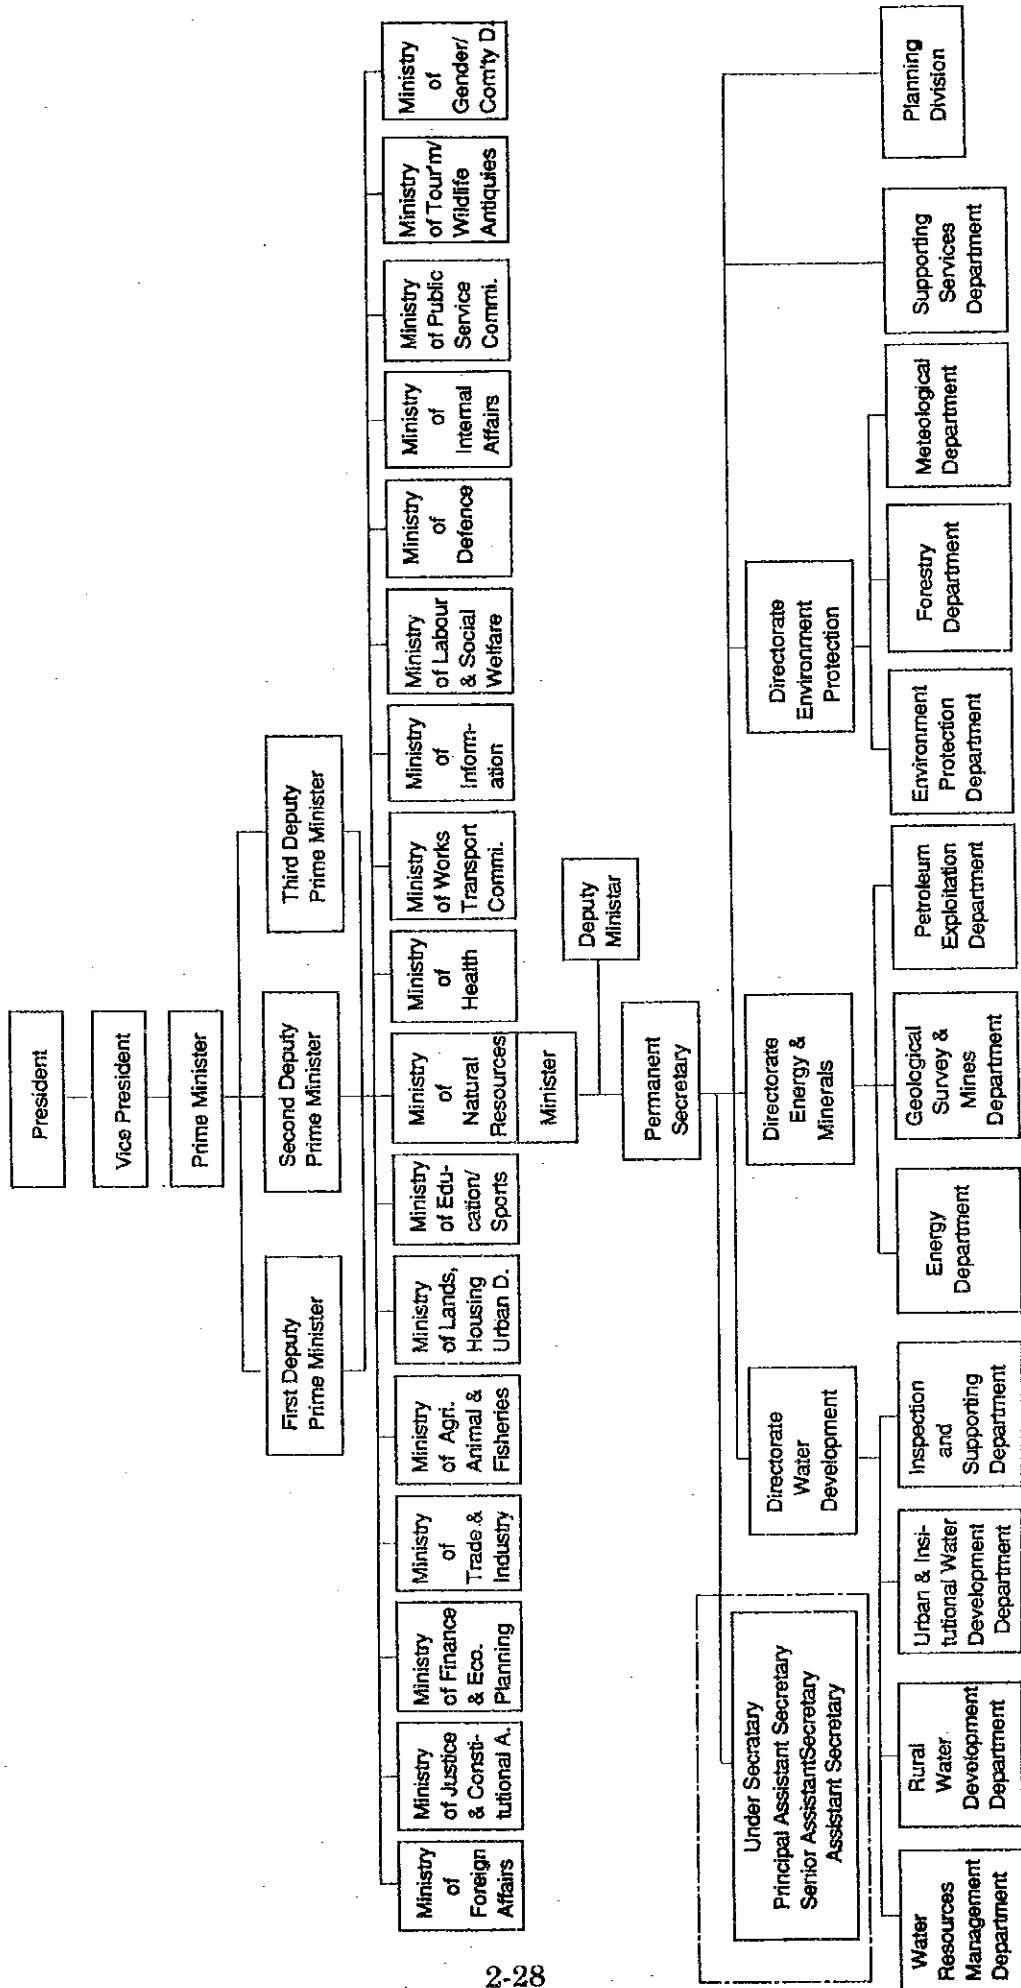 President
Vice President
Prime Minister
First Deputy
Prime Minister
Second Deputy
Prime Minister
Third Deputy
Prime Minister
Ministry
of
Foreign
Affairs
Ministry
of Justice
& Consti-
tutional A.
Ministry
of Finance
& Eco.
Planning
Ministry
of
Trade &
Industry
Ministry
of Agri.
Animal &
Fisheries
Ministry
of Lands,
Housing
Urban D.
Ministry
of Edu-
cation/
Sports
Ministry
of
Natural
Resources
Ministry
of
Health
Ministry
of Works
Transport
Commi.
Ministry
of
Inform-
ation
Ministry
of Labour
& Social
Welfare
Ministry
of
Defence
Ministry
of
Internal
Affairs
Ministry
of Public
Service
Commi.
Ministry
of Tour'm/
Wildlife
Antiquies
Ministry
of
Gender/
Com'ty D.
Minister
Deputy
Ministar
Permanent
Secretary
Under Secratary
Principal Assistant Secretary
Senior AssistantSecretary
Assistant Secretary
Directorate
Water
Development
Directorate
Energy &
Minerals
Directorate
Environment
Protection
Supporting
Services
Department
Planning
Division
Water
Resources
Management
Department
Rural
Water
Development
Department
Urban & Insi-
tutional Water
Development
Department
Inspection
and
Supporting
Department
Energy
Department
Geological
Survey &
Mines
Department
Petroleum
Exploitation
Department
Environment
Protection
Department
Forestry
Department
Meteological
Department
2-28